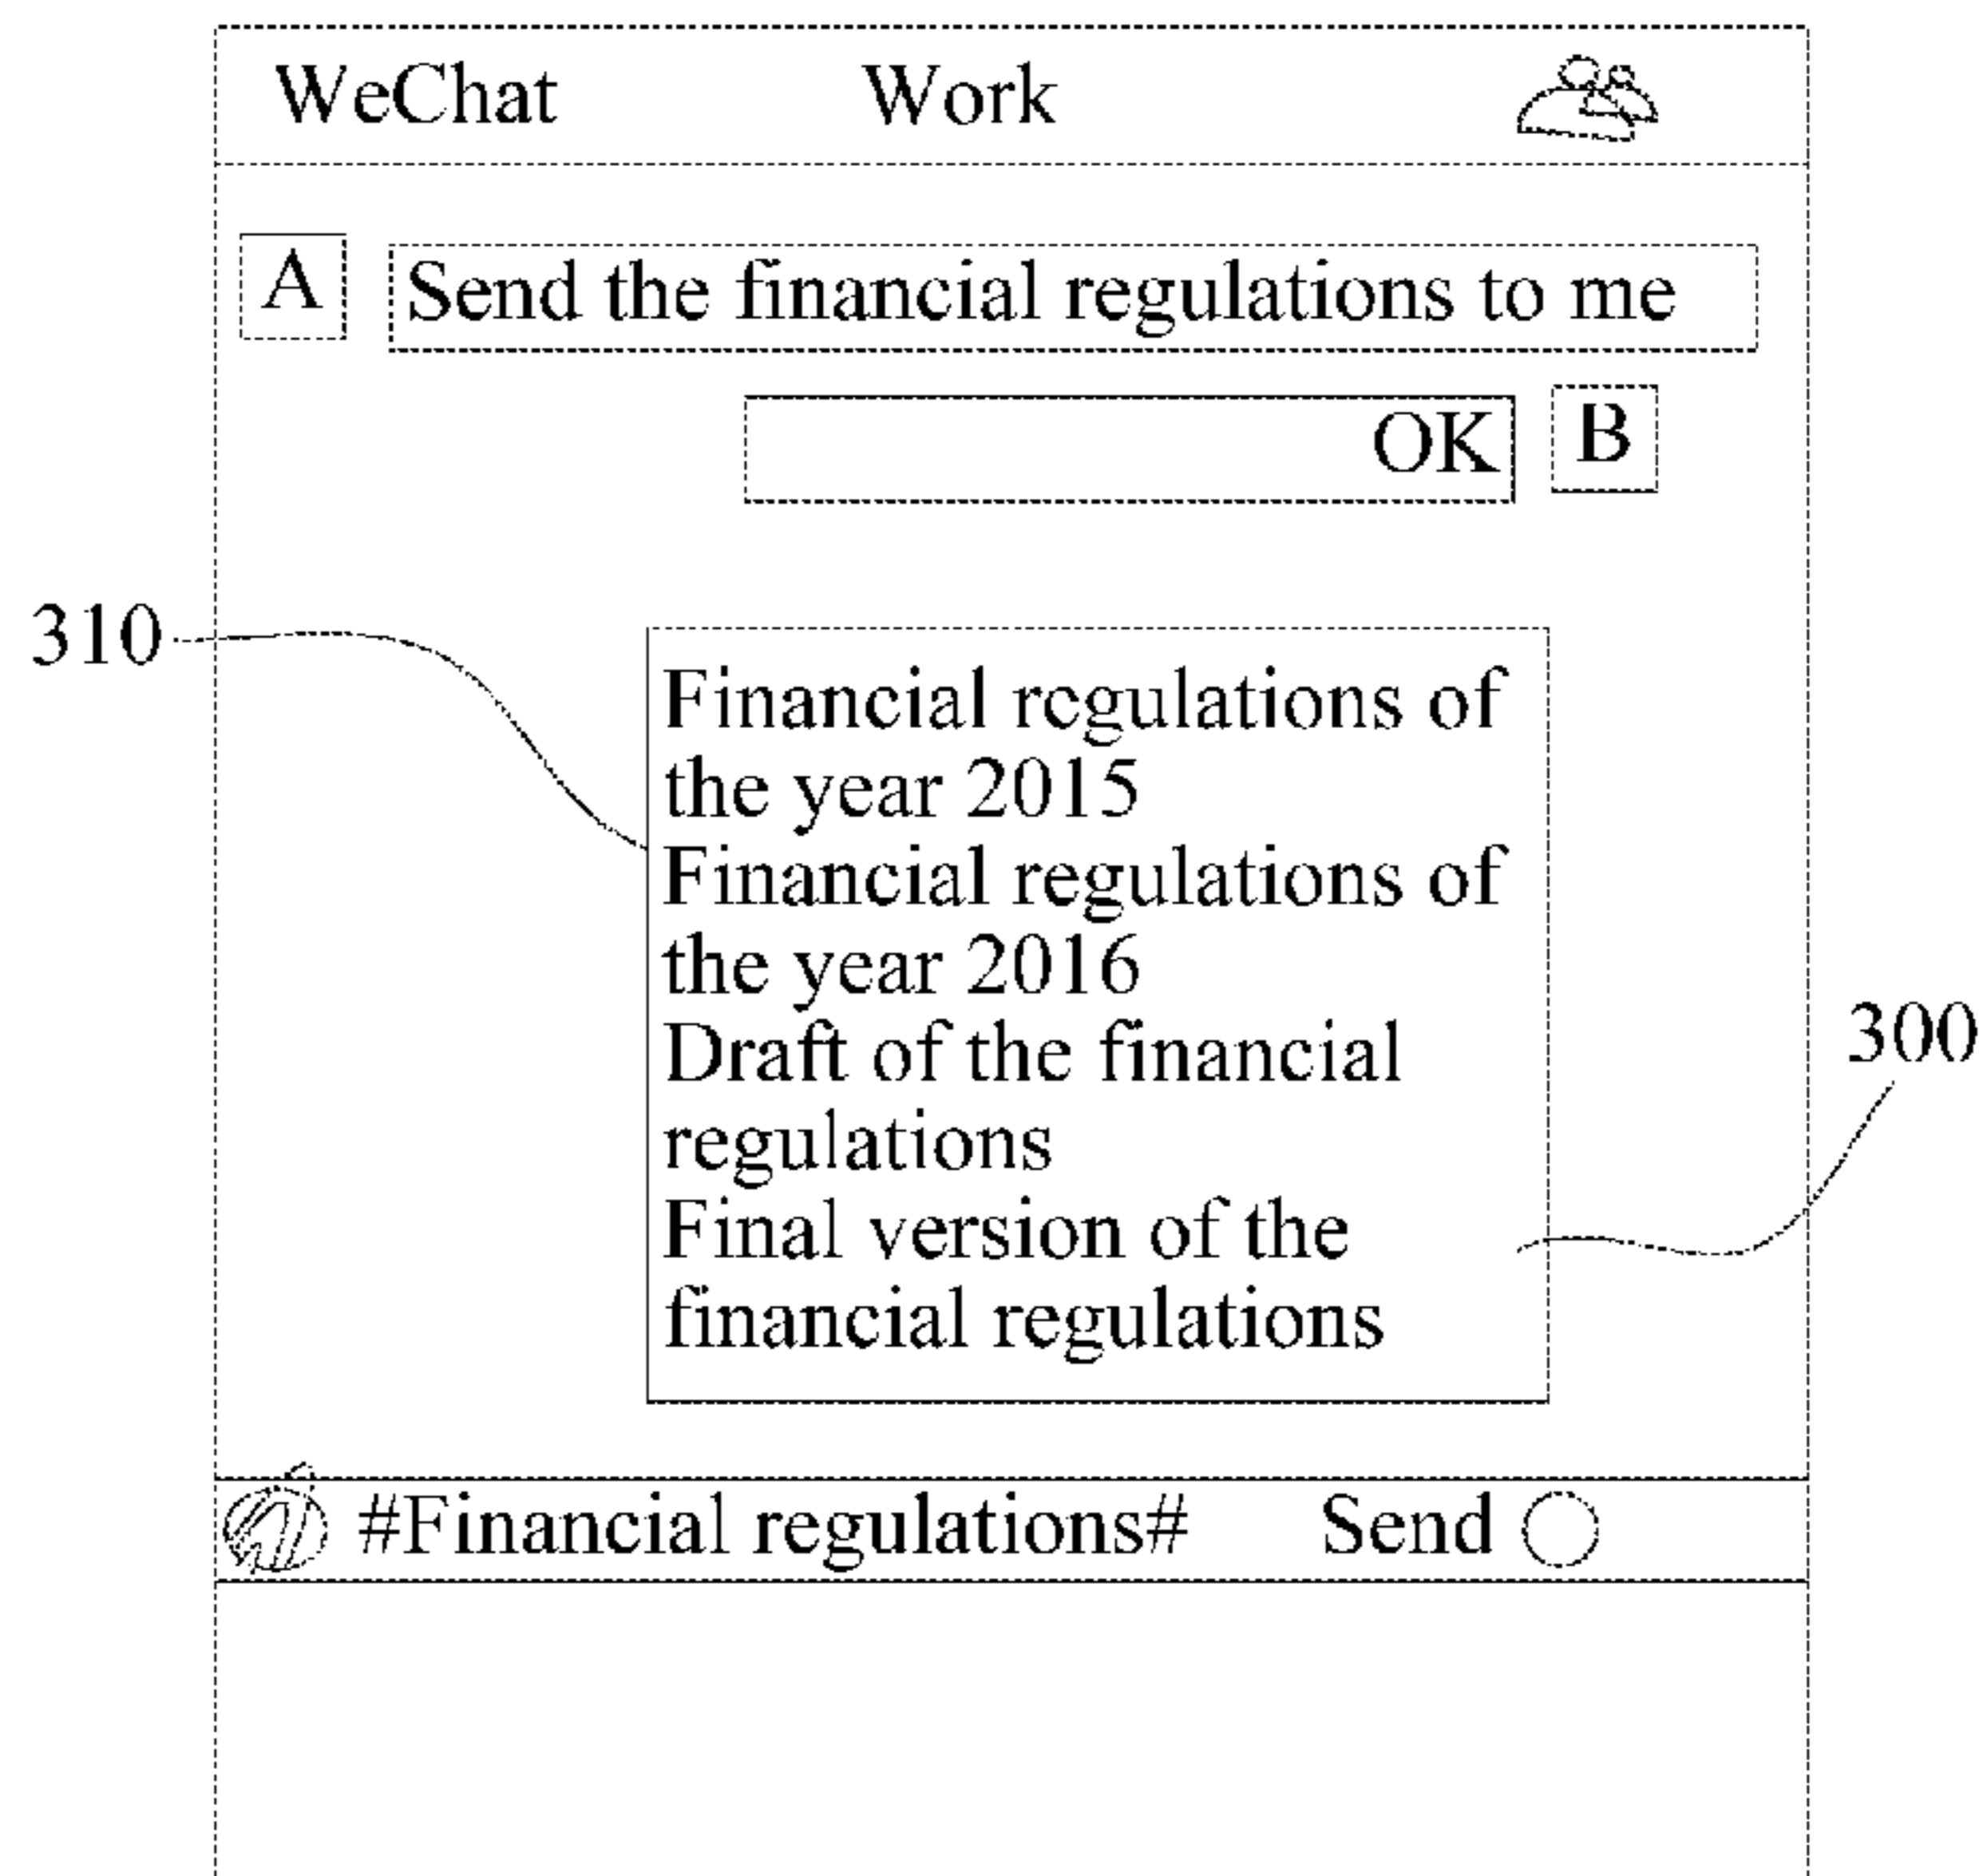 WeChat Work
A Send the financial regulations to me
OK B
310
Financial regulations of
the year 2015
Financial regulations of
the year 2016
Draft of the financial
regulations
300
Final version of the
financial regulations
#Financial regulations# Send